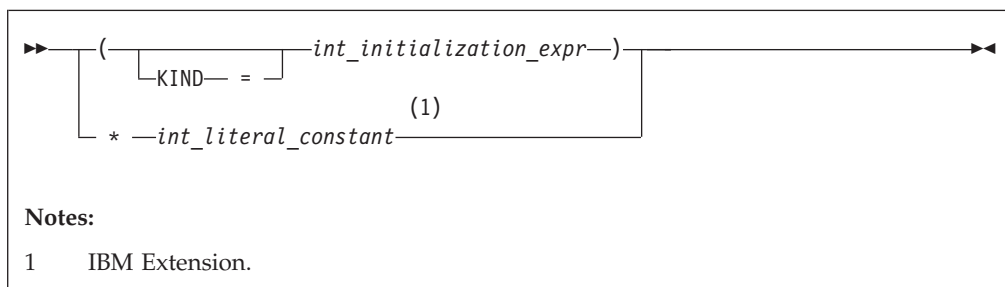 ►►──(──int_initialization_expr──)──►◄
KIND── =
(1)
* ──int_literal_constant
Notes:
1 IBM Extension.